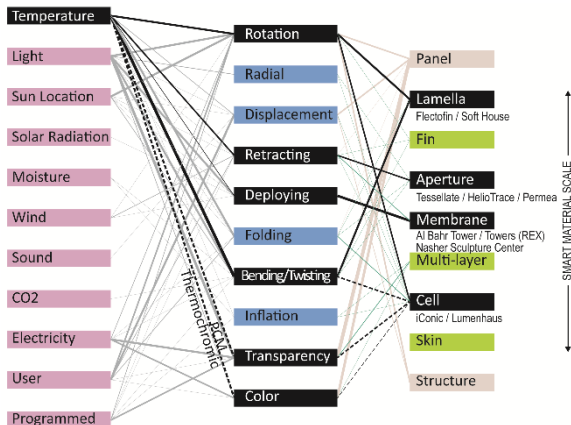 Temperature
Light
Sun Location
Solar Radiation
Moisture
Wind
Sound
CO2
Electricity
User
Programmed
PCM
Thermochromic
Rotation
Radial
Displacement
Retracting
Deploying
Folding
Bending/Twisting
Inflation
Transparency
Color
Panel
Lamella
Flectofin / Soft House
Fin
Aperture
Tessellate / HelioTrace / Permea
Membrane
Al Bahr Tower / Towers (REX)
Nasher Sculpture Center
Multi-layer
Cell
iConic / Lumenhaus
Skin
Structure
SMART MATERIAL SCALE